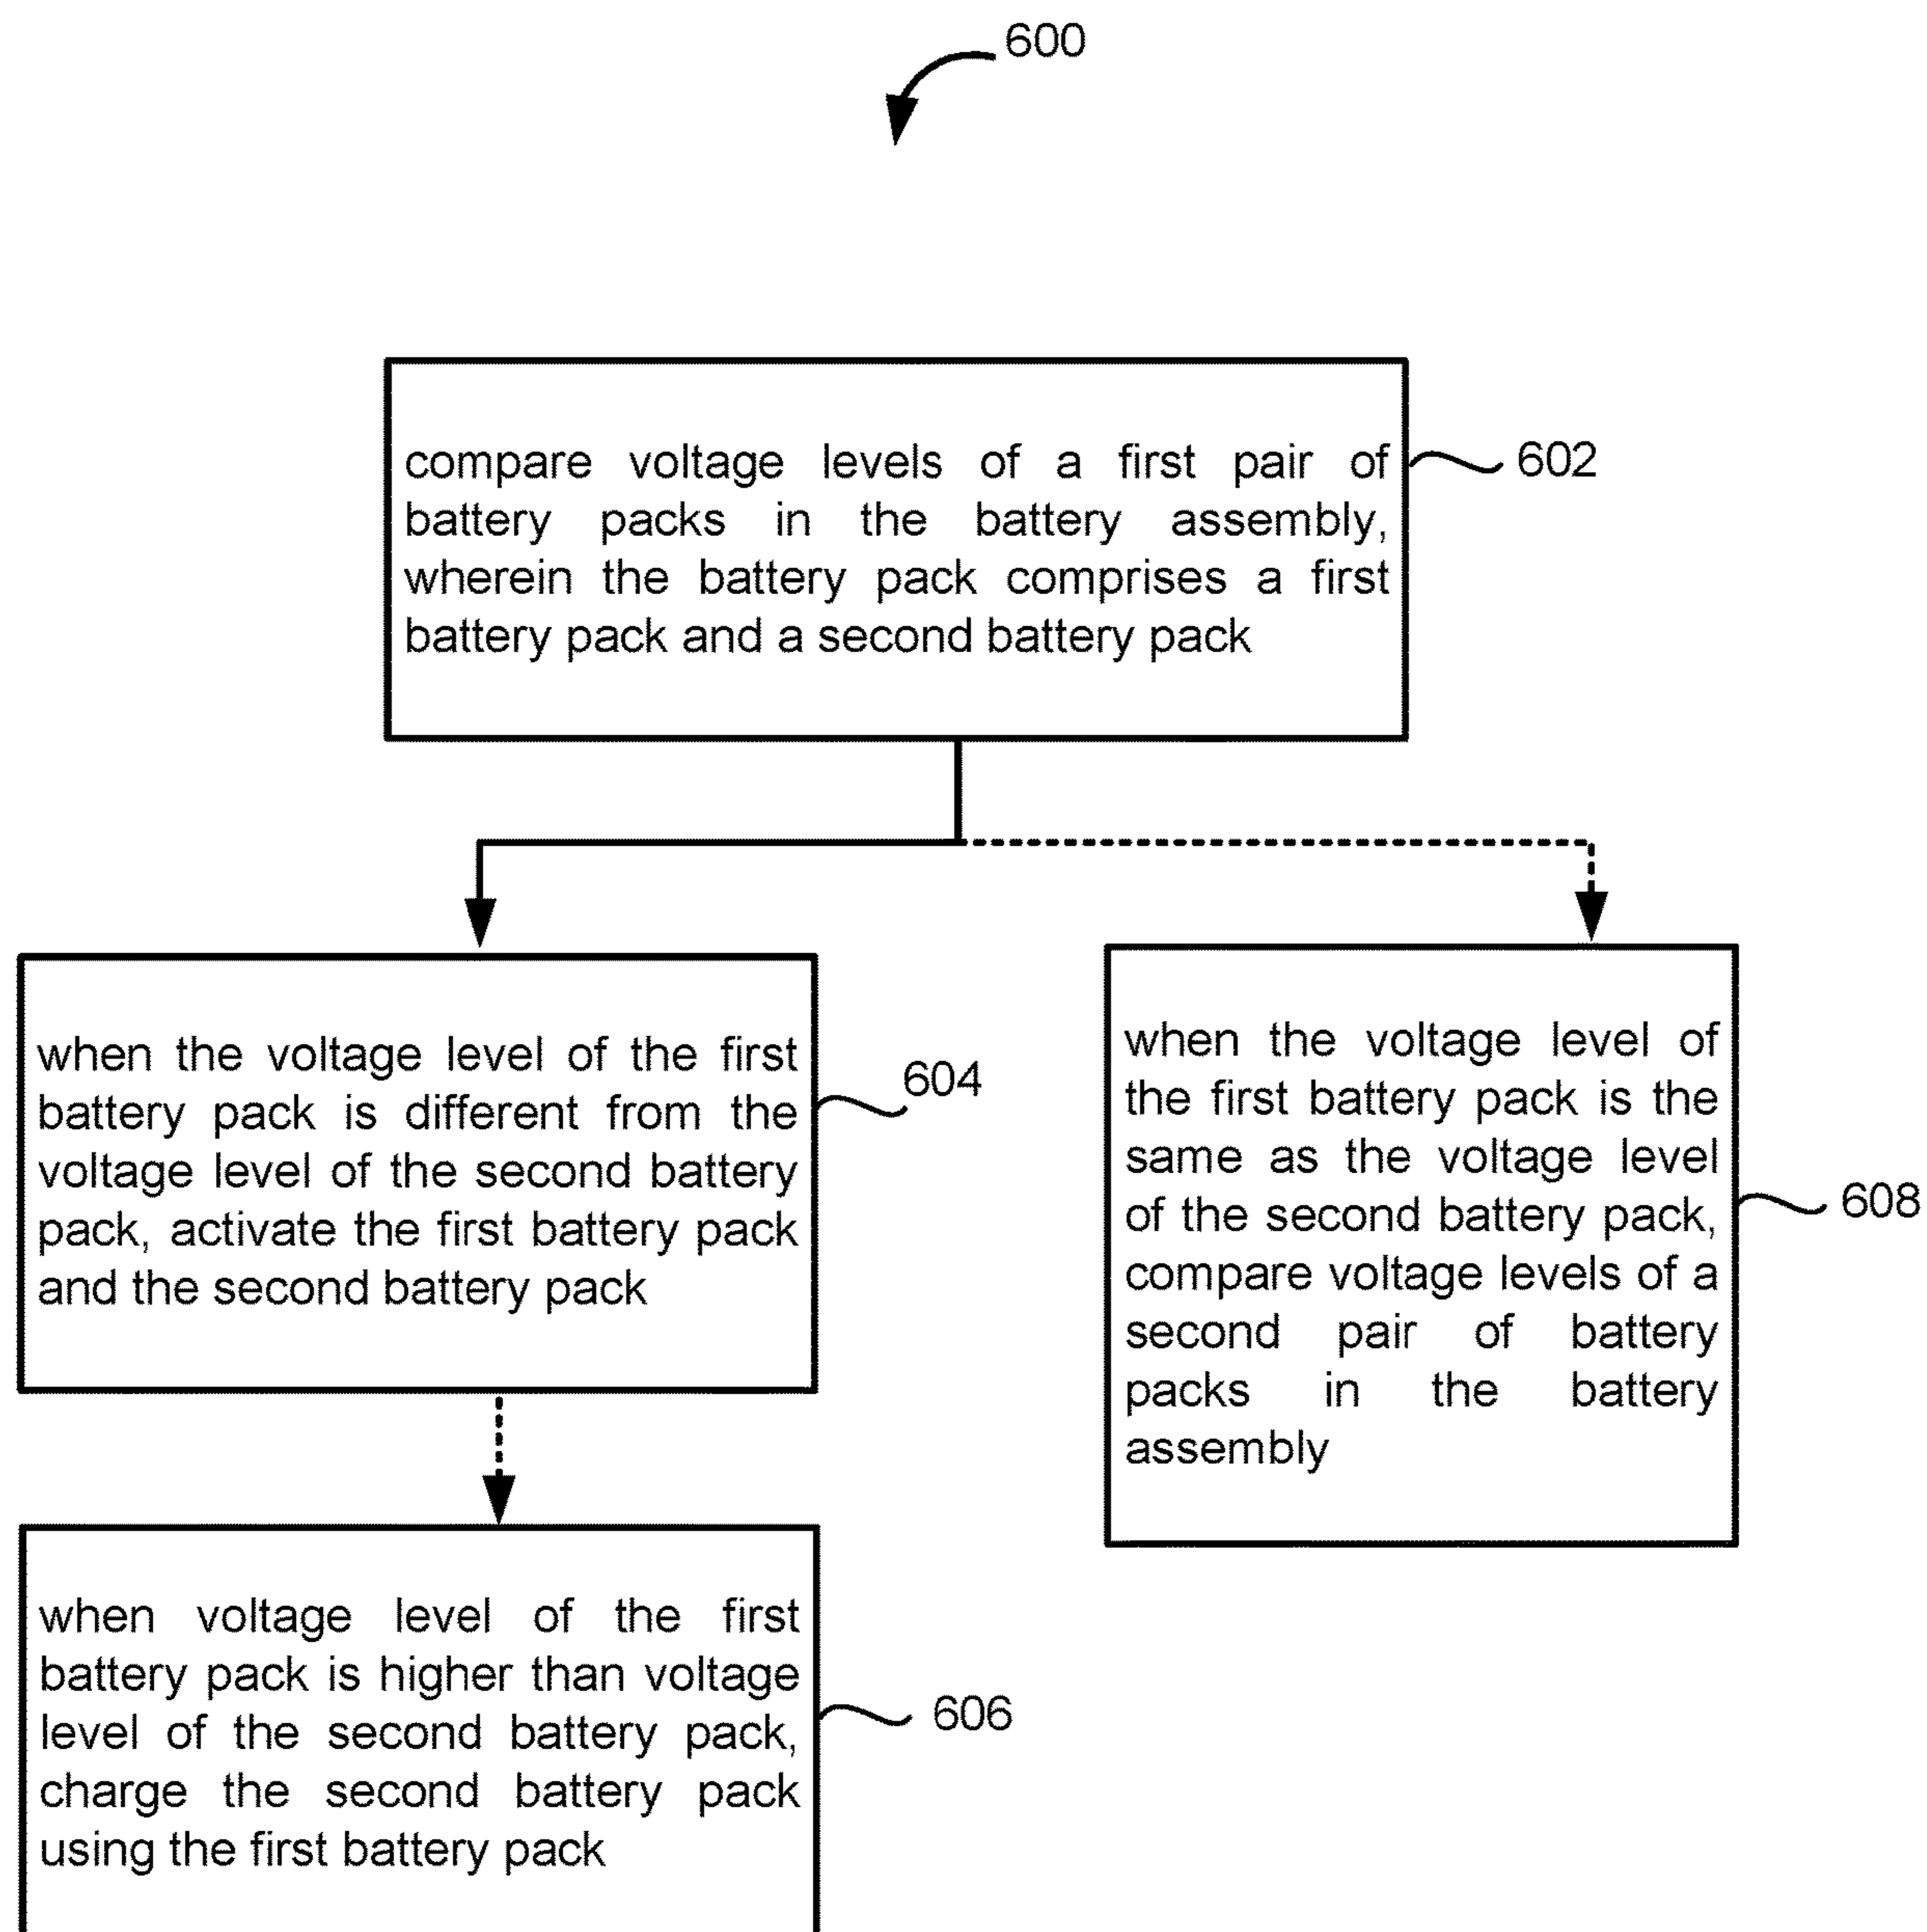 600
compare voltage levels of a first pair of
battery packs in the battery assembly,
wherein the battery pack comprises a first
battery pack and a second battery pack
602
when the voltage level of the first
battery pack is different from the
voltage level of the second battery
pack, activate the first battery pack
and the second battery pack
604
when the voltage level of
the first battery pack is the
same as the voltage level
of the second battery pack,
compare voltage levels of a
second pair of battery
packs in the battery
assembly
608
when voltage level of the first
battery pack is higher than voltage
level of the second battery pack,
charge the second battery pack
using the first battery pack
606